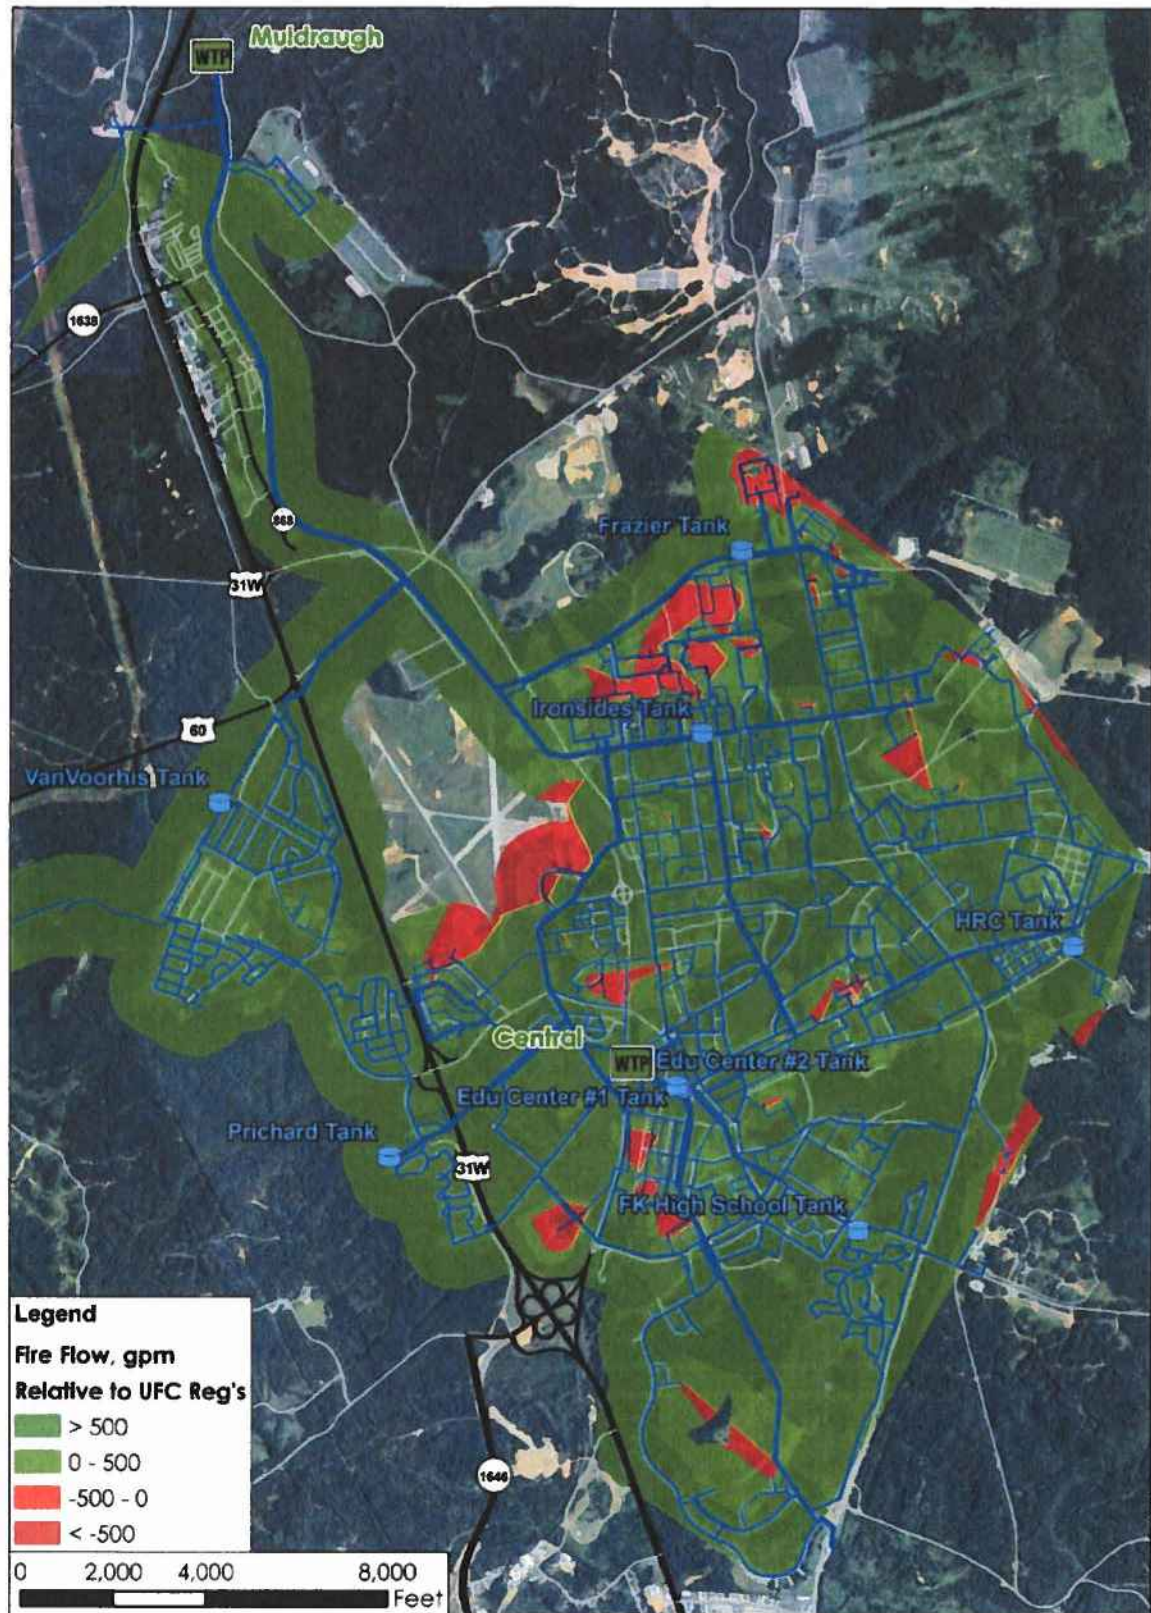 Muldraugh
WTP
1638
868
Frazier Tank
31W
Ironsides Tank
60
VanVoorhis Tank
HRC Tank
Central
WTP
Edu Center #2 Tank
Edu Center #1 Tank
Prichard Tank
31W
FK High School Tank
Legend
Fire Flow, gpm
Relative to UFC Reg's
> 500
0 - 500
-500 - 0
< -500
1646
0 2,000 4,000 8,000
Feet